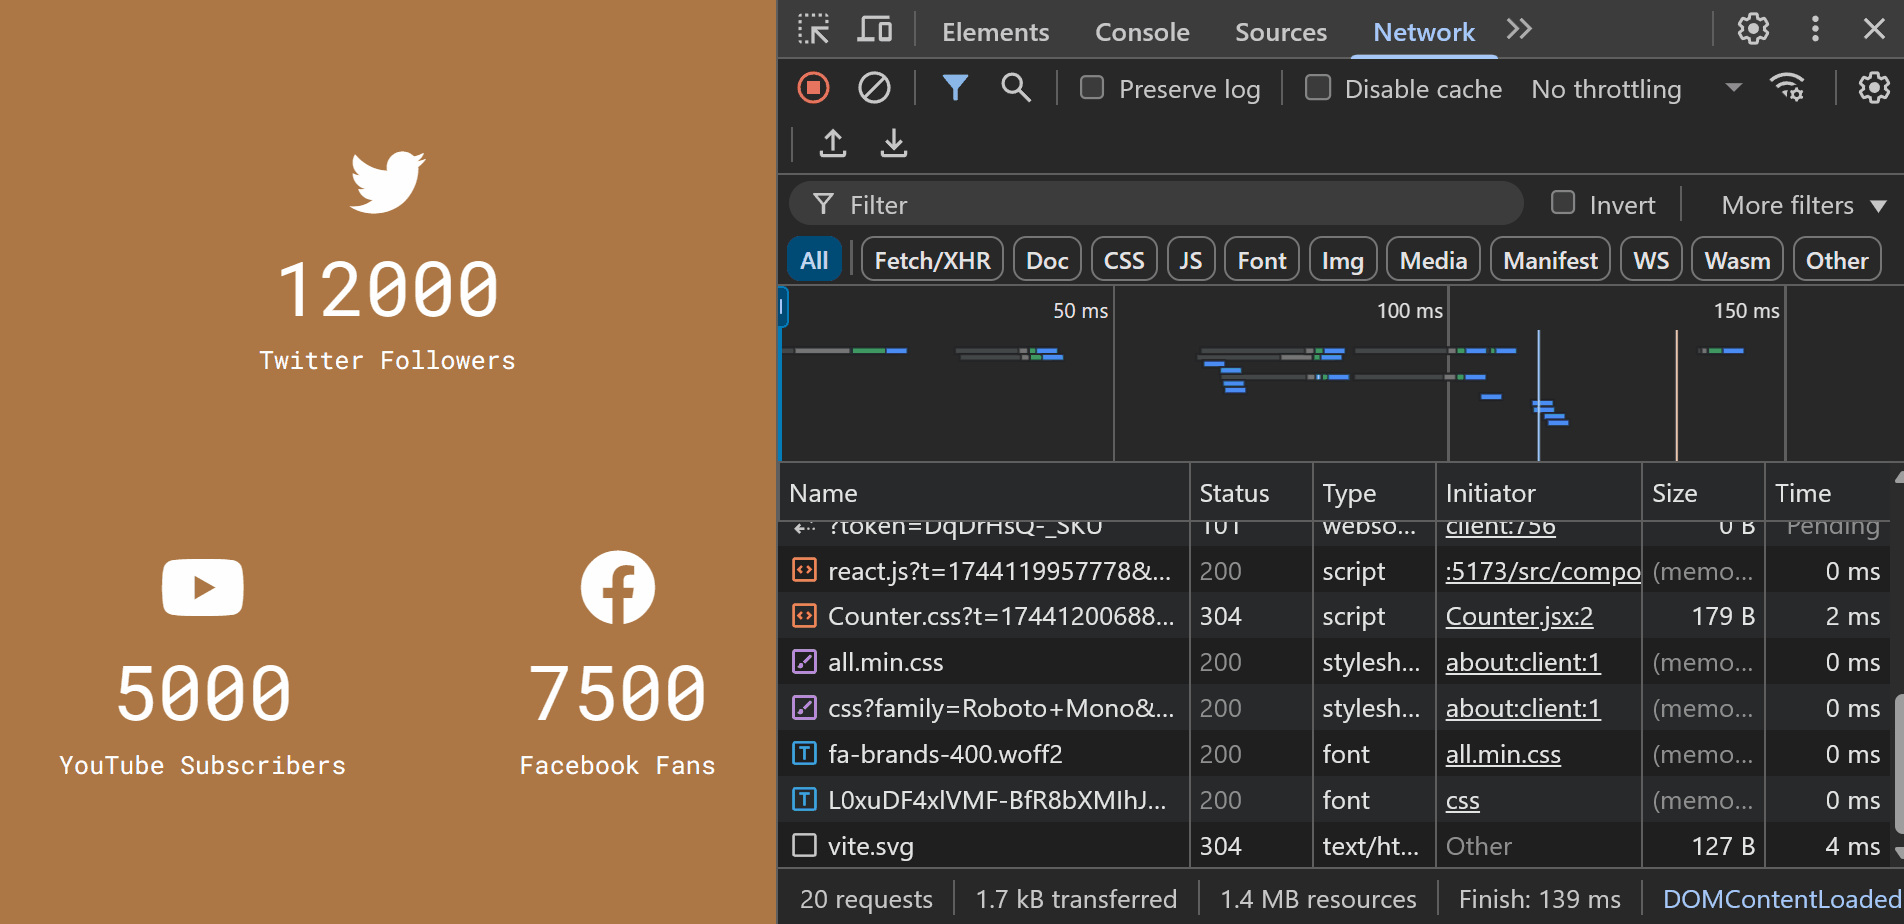 12000
Twitter Followers
5000
YouTube Subscribers
7500
Facebook Fans
Elements Console Sources Network
Preserve log Disable cache No throttling
Filter Invert More filters
All Fetch/XHR Doc CSS JS Font Img Media Manifest WS Wasm Other
50 ms 100 ms 150 ms
Name Status Type Initiator Size Time
?token=DqDrHsQ-_SKU 101 webso... client:756 0 B Pending
react.js?t=1744119957778&... 200 script :5173/src/compo (memo... 0 ms
Counter.css?t=17441200688... 304 script Counter.jsx:2 179 B 2 ms
all.min.css 200 stylesh... about:client:1 (memo... 0 ms
css?family=Roboto+Mono&... 200 stylesh... about:client:1 (memo... 0 ms
fa-brands-400.woff2 200 font all.min.css (memo... 0 ms
L0xuDF4xlVMF-BfR8bXMIhJ... 200 font css (memo... 0 ms
vite.svg 304 text/ht... Other 127 B 4 ms
20 requests 1.7 kB transferred 1.4 MB resources Finish: 139 ms DOMContentLoaded